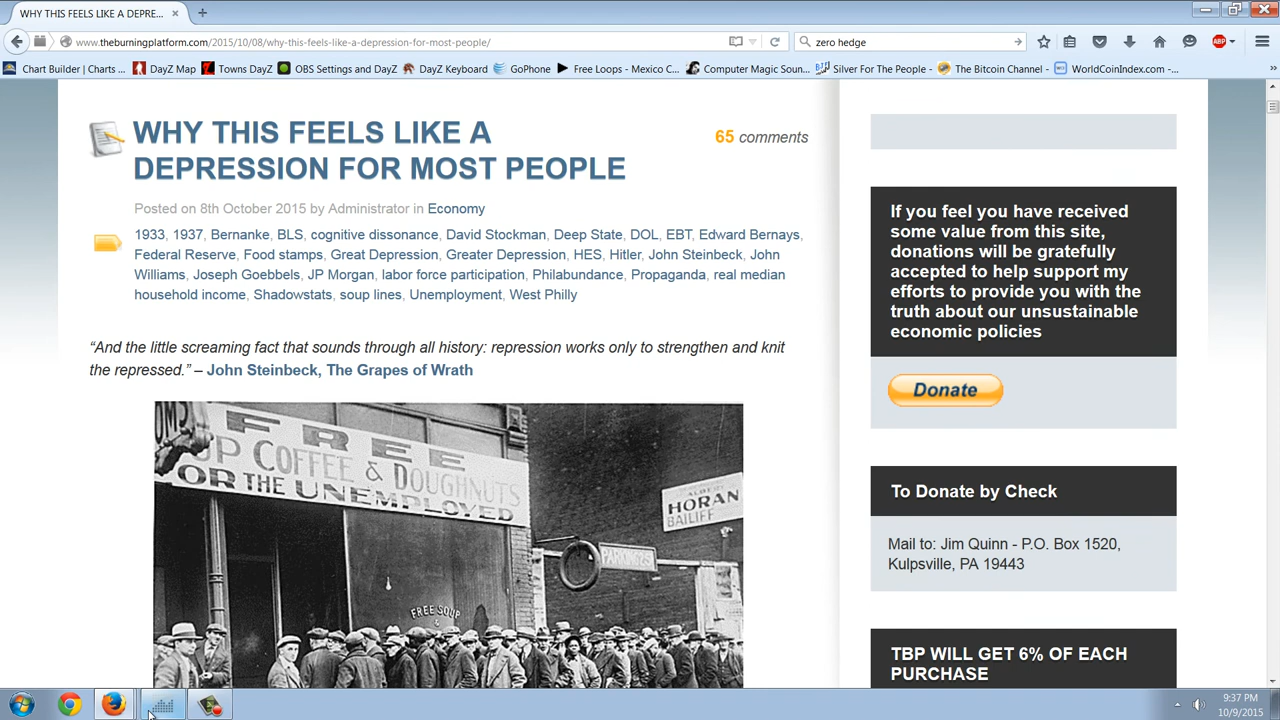 WHY THIS FEELS LIKE A DEPRE...
www.theburningplatform.com/2015/10/08/why-this-feels-like-a-depression-for-most-people/
zero hedge
ABP
Chart Builder | Charts ...
DayZ Map
Towns DayZ
OBS Settings and DayZ
DayZ Keyboard
GoPhone
Free Loops - Mexico C...
Computer Magic Soun...
Silver For The People -
The Bitcoin Channel -
WorldCoinIndex.com -...
WHY THIS FEELS LIKE A
DEPRESSION FOR MOST PEOPLE
65 comments
Posted on 8th October 2015 by Administrator in Economy
1933, 1937, Bernanke, BLS, cognitive dissonance, David Stockman, Deep State, DOL, EBT, Edward Bernays,
Federal Reserve, Food stamps, Great Depression, Greater Depression, HES, Hitler, John Steinbeck, John
Williams, Joseph Goebbels, JP Morgan, labor force participation, Philabundance, Propaganda, real median
household income, Shadowstats, soup lines, Unemployment, West Philly
“And the little screaming fact that sounds through all history: repression works only to strengthen and knit
the repressed.” – John Steinbeck, The Grapes of Wrath
FREE
UP COFFEE & DOUGHNUTS
OR THE UNEMPLOYED
HORAN
BAILIFF
FREE SOUP
If you feel you have received
some value from this site,
donations will be gratefully
accepted to help support my
efforts to provide you with the
truth about our unsustainable
economic policies
Donate
To Donate by Check
Mail to: Jim Quinn - P.O. Box 1520,
Kulpsville, PA 19443
TBP WILL GET 6% OF EACH
PURCHASE
9:37 PM
10/9/2015